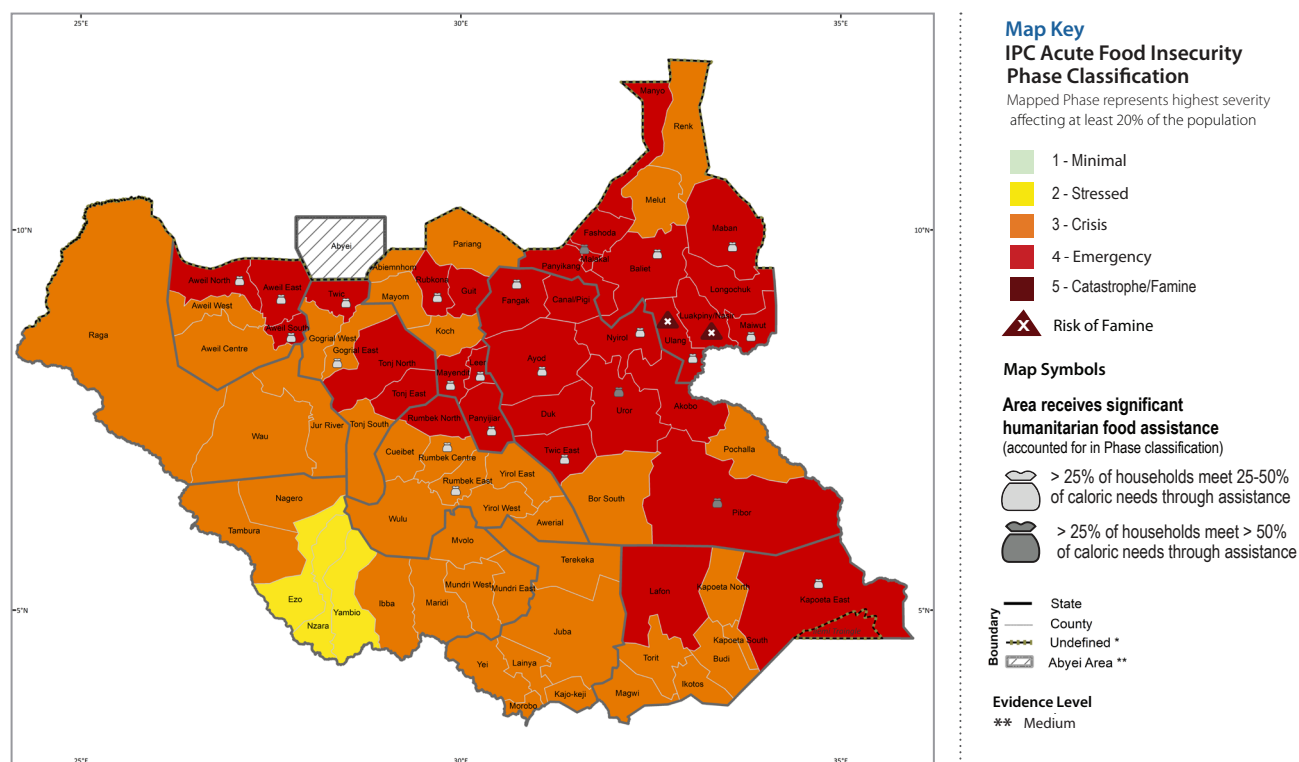 25°E 30°E 35°E
Manyo
Renk
Melut
10°N 10°N
Abyei
Pariang
Fashoda
Maban
Malakal
Panyikang
Baliet
Abiemnhom
Rubkona
Guit
Aweil North
Aweil East
Twic
Mayom
Fangak
Canal/Pigi
Longochuk
Aweil West
Luakpiny/Nasir
Raga
Aweil South
Gogrial West
Koch
Nyirol
Ulang
Maiwut
Aweil Centre
Gogrial East
Tonj North
Mayendit
Leer
Ayod
Tonj East
Uror
Akobo
Duk
Jur River
Tonj South
Rumbek North
Panyijiar
Wau
Cueibet
Rumbek Centre
Twic East
Pochalla
Rumbek East
Yirol East
Nagero
Yirol West
Bor South
Pibor
Tambura
Wulu
Awerial
Mvolo
Terekeka
Ezo
Yambio
Ibba
Maridi
Mundri West
Mundri East
Lafon
Kapoeta North
Kapoeta East
5°N 5°N
Nzara
Juba
Kapoeta South
Yei
Lainya
Torit
Budi
Ikotos
Magwi
Kajo-keji
Morobo
25°E 30°E 35°E
Map Key
IPC Acute Food Insecurity
Phase Classification
Mapped Phase represents highest severity
affecting at least 20% of the population
1 - Minimal
2 - Stressed
3 - Crisis
4 - Emergency
5 - Catastrophe/Famine
Risk of Famine
Map Symbols
Area receives significant
humanitarian food assistance
(accounted for in Phase classification)
> 25% of households meet 25-50%
of caloric needs through assistance
> 25% of households meet > 50%
of caloric needs through assistance
Boundary
State
County
Undefined *
Abyei Area **
Evidence Level
** Medium